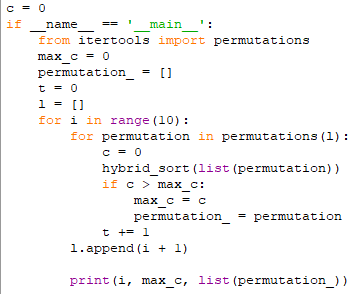 c = 0
if __name__ == '__main__':
    from itertools import permutations
    max_c = 0
    permutation_ = []
    t = 0
    l = []
    for i in range(10):
        for permutation in permutations(l):
            c = 0
            hybrid_sort(list(permutation))
            if c > max_c:
                max_c = c
                permutation_ = permutation
            t += 1
        l.append(i + 1)

        print(i, max_c, list(permutation_))